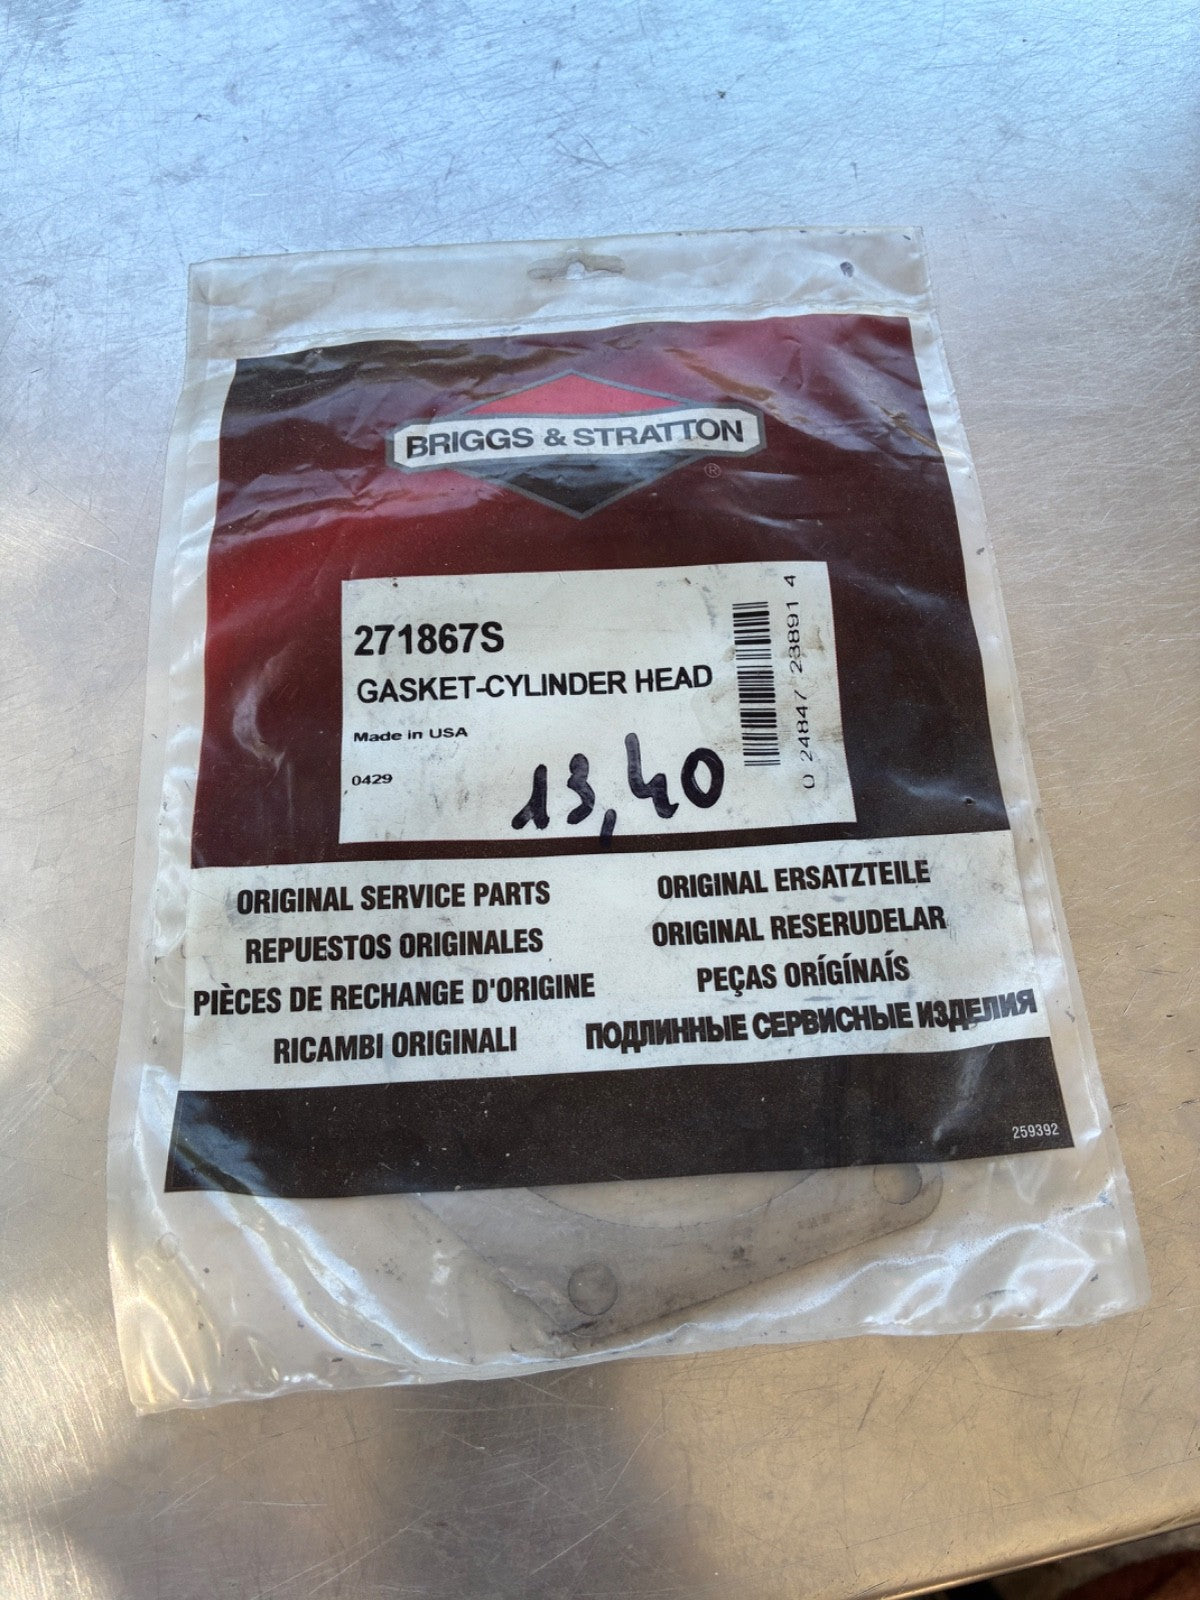 BRIGGS & STRATTON
®
271867S
GASKET-CYLINDER HEAD
Made in USA
0429
13,40
0 24847 23891 4
ORIGINAL SERVICE PARTS
REPUESTOS ORIGINALES
PIÈCES DE RECHANGE D'ORIGINE
RICAMBI ORIGINALI
ORIGINAL ERSATZTEILE
ORIGINAL RESERUDELAR
PEÇAS ORÍGÍNAÍS
ПОДЛИННЫЕ СЕРВИСНЫЕ ИЗДЕЛИЯ
259392